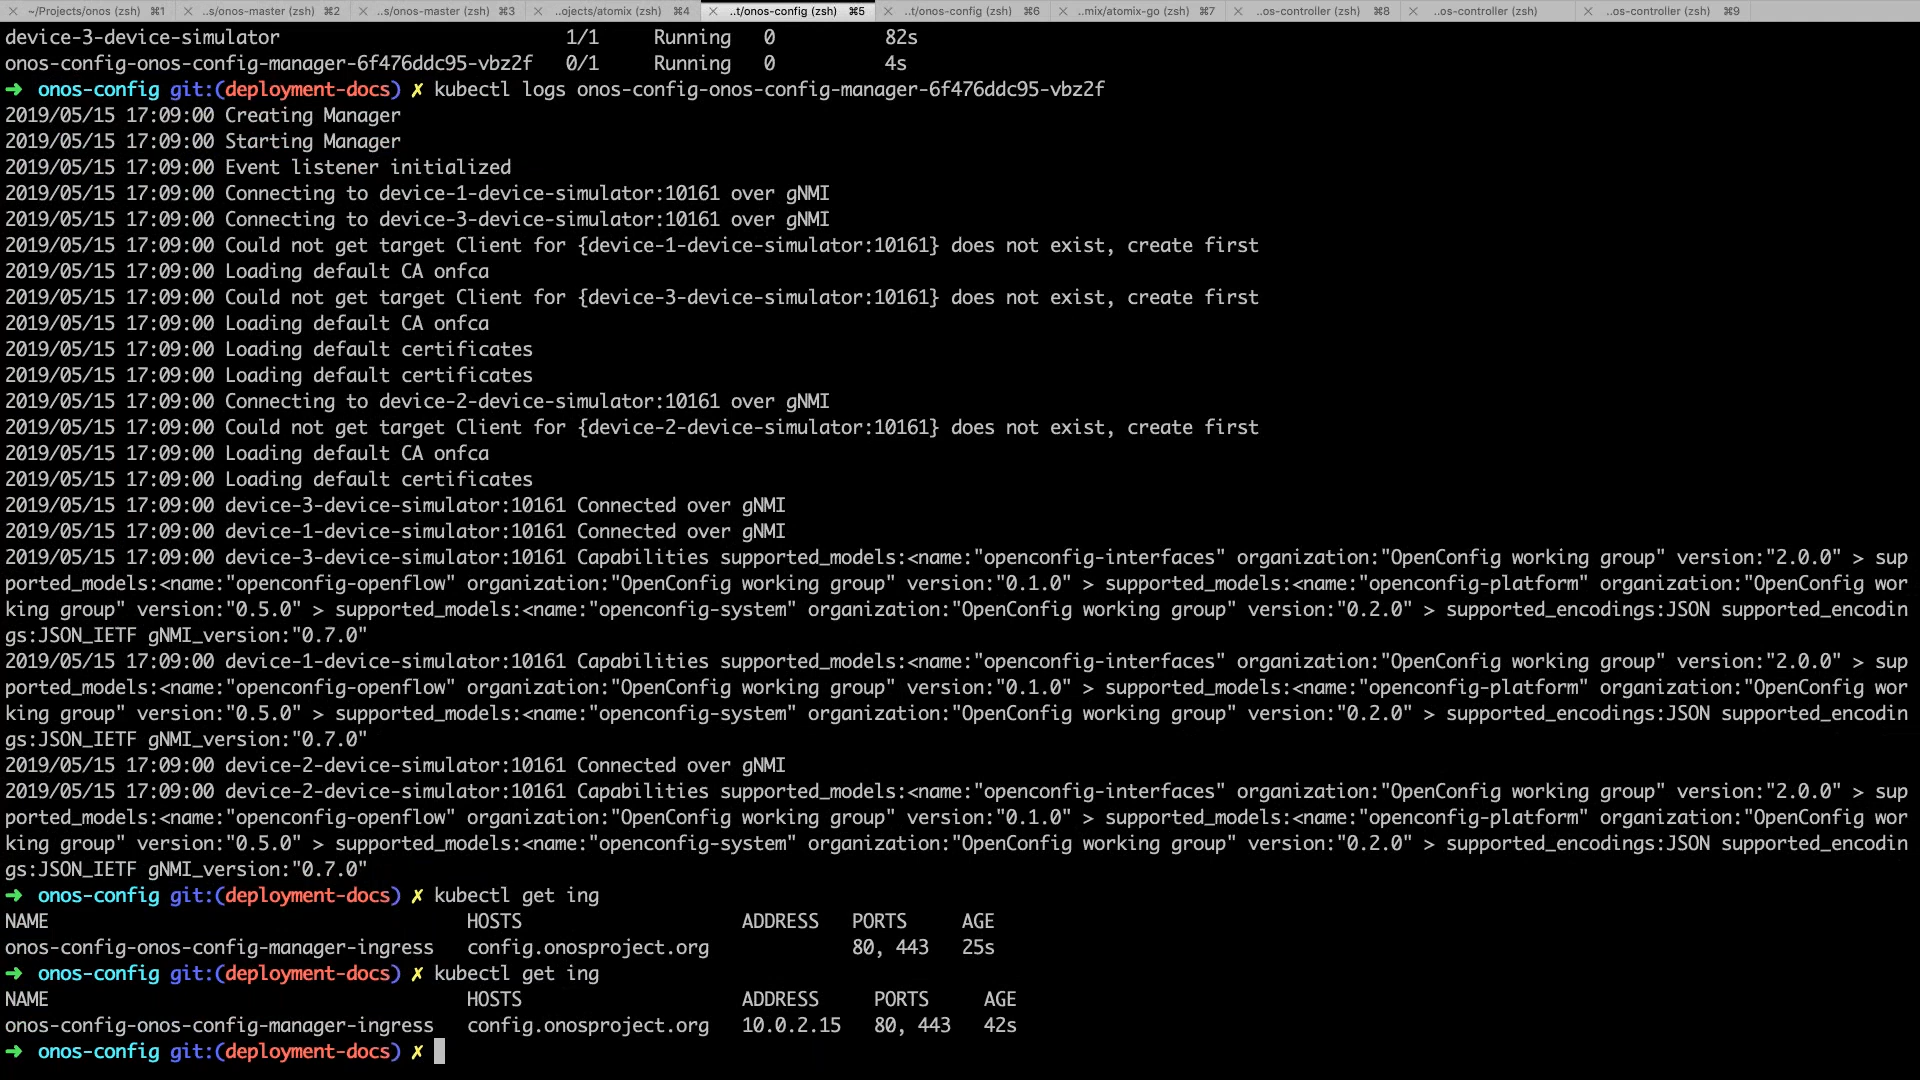 ~/Projects/onos (zsh) ⌘1 ..s/onos-master (zsh) ⌘2 ..s/onos-master (zsh) ⌘3 ..ojects/atomix (zsh) ⌘4 ..t/onos-config (zsh) ⌘5 ..t/onos-config (zsh) ⌘6 ..mix/atomix-go (zsh) ⌘7 ..os-controller (zsh) ⌘8 ..os-controller (zsh) ..os-controller (zsh) ⌘9
device-3-device-simulator 1/1 Running 0 82s
onos-config-onos-config-manager-6f476ddc95-vbz2f 0/1 Running 0 4s
➜ onos-config git:(deployment-docs) ✗ kubectl logs onos-config-onos-config-manager-6f476ddc95-vbz2f
2019/05/15 17:09:00 Creating Manager
2019/05/15 17:09:00 Starting Manager
2019/05/15 17:09:00 Event listener initialized
2019/05/15 17:09:00 Connecting to device-1-device-simulator:10161 over gNMI
2019/05/15 17:09:00 Connecting to device-3-device-simulator:10161 over gNMI
2019/05/15 17:09:00 Could not get target Client for {device-1-device-simulator:10161} does not exist, create first
2019/05/15 17:09:00 Loading default CA onfca
2019/05/15 17:09:00 Could not get target Client for {device-3-device-simulator:10161} does not exist, create first
2019/05/15 17:09:00 Loading default CA onfca
2019/05/15 17:09:00 Loading default certificates
2019/05/15 17:09:00 Loading default certificates
2019/05/15 17:09:00 Connecting to device-2-device-simulator:10161 over gNMI
2019/05/15 17:09:00 Could not get target Client for {device-2-device-simulator:10161} does not exist, create first
2019/05/15 17:09:00 Loading default CA onfca
2019/05/15 17:09:00 Loading default certificates
2019/05/15 17:09:00 device-3-device-simulator:10161 Connected over gNMI
2019/05/15 17:09:00 device-1-device-simulator:10161 Connected over gNMI
2019/05/15 17:09:00 device-3-device-simulator:10161 Capabilities supported_models:<name:"openconfig-interfaces" organization:"OpenConfig working group" version:"2.0.0" > sup
ported_models:<name:"openconfig-openflow" organization:"OpenConfig working group" version:"0.1.0" > supported_models:<name:"openconfig-platform" organization:"OpenConfig wor
king group" version:"0.5.0" > supported_models:<name:"openconfig-system" organization:"OpenConfig working group" version:"0.2.0" > supported_encodings:JSON supported_encodin
gs:JSON_IETF gNMI_version:"0.7.0"
2019/05/15 17:09:00 device-1-device-simulator:10161 Capabilities supported_models:<name:"openconfig-interfaces" organization:"OpenConfig working group" version:"2.0.0" > sup
ported_models:<name:"openconfig-openflow" organization:"OpenConfig working group" version:"0.1.0" > supported_models:<name:"openconfig-platform" organization:"OpenConfig wor
king group" version:"0.5.0" > supported_models:<name:"openconfig-system" organization:"OpenConfig working group" version:"0.2.0" > supported_encodings:JSON supported_encodin
gs:JSON_IETF gNMI_version:"0.7.0"
2019/05/15 17:09:00 device-2-device-simulator:10161 Connected over gNMI
2019/05/15 17:09:00 device-2-device-simulator:10161 Capabilities supported_models:<name:"openconfig-interfaces" organization:"OpenConfig working group" version:"2.0.0" > sup
ported_models:<name:"openconfig-openflow" organization:"OpenConfig working group" version:"0.1.0" > supported_models:<name:"openconfig-platform" organization:"OpenConfig wor
king group" version:"0.5.0" > supported_models:<name:"openconfig-system" organization:"OpenConfig working group" version:"0.2.0" > supported_encodings:JSON supported_encodin
gs:JSON_IETF gNMI_version:"0.7.0"
➜ onos-config git:(deployment-docs) ✗ kubectl get ing
NAME HOSTS ADDRESS PORTS AGE
onos-config-onos-config-manager-ingress config.onosproject.org 80, 443 25s
➜ onos-config git:(deployment-docs) ✗ kubectl get ing
NAME HOSTS ADDRESS PORTS AGE
onos-config-onos-config-manager-ingress config.onosproject.org 10.0.2.15 80, 443 42s
➜ onos-config git:(deployment-docs) ✗